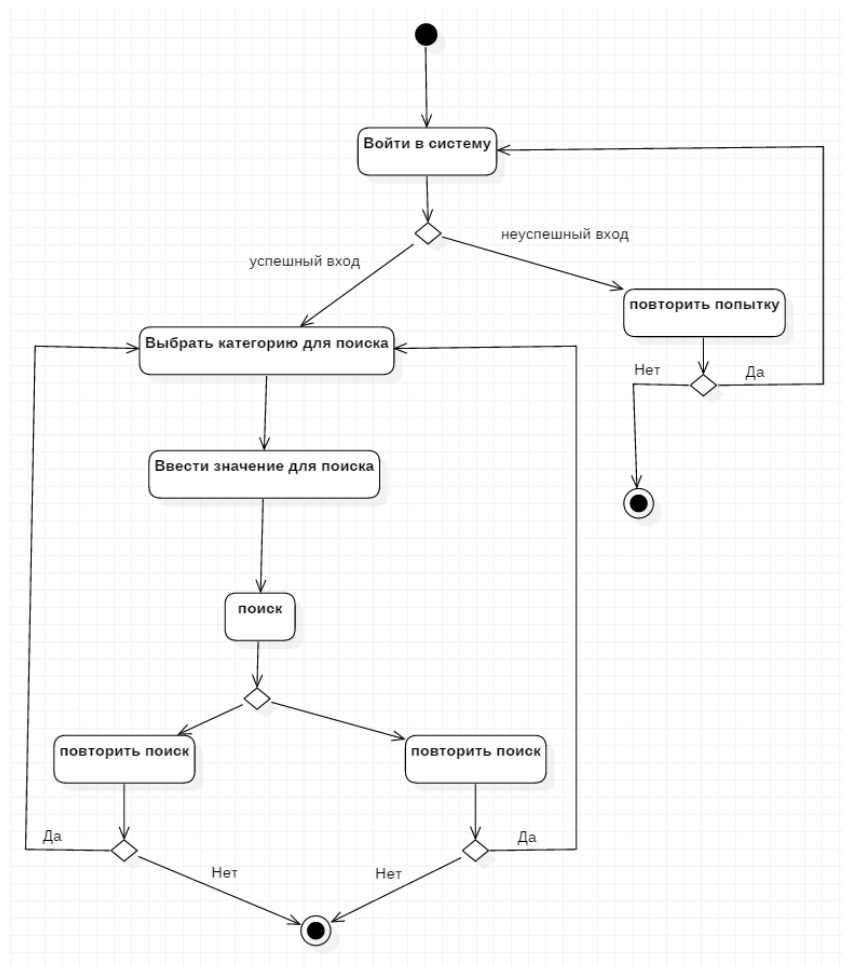 Войти в систему
неуспешный вход
успешный вход
повторить попытку
Выбрать категорию для поиска
Нет
Да
Ввести значение для поиска
поиск
повторить поиск
повторить поиск
Да
Да
Нет
Нет